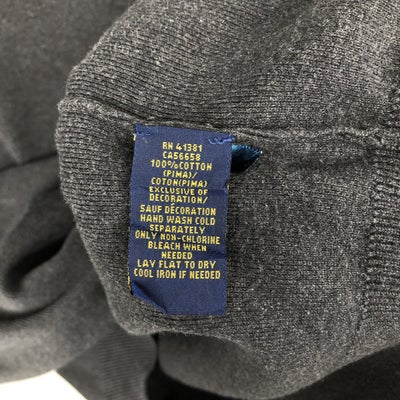 RN 41381
CA56658
100%COTTON
(PIMA)/
COTON(PIMA)
EXCLUSIVE OF
DECORATION/
SAUF DÉCORATION
HAND WASH COLD
SEPARATELY
ONLY NON-CHLORINE
BLEACH WHEN
NEEDED
LAY FLAT TO DRY
COOL IRON IF NEEDED